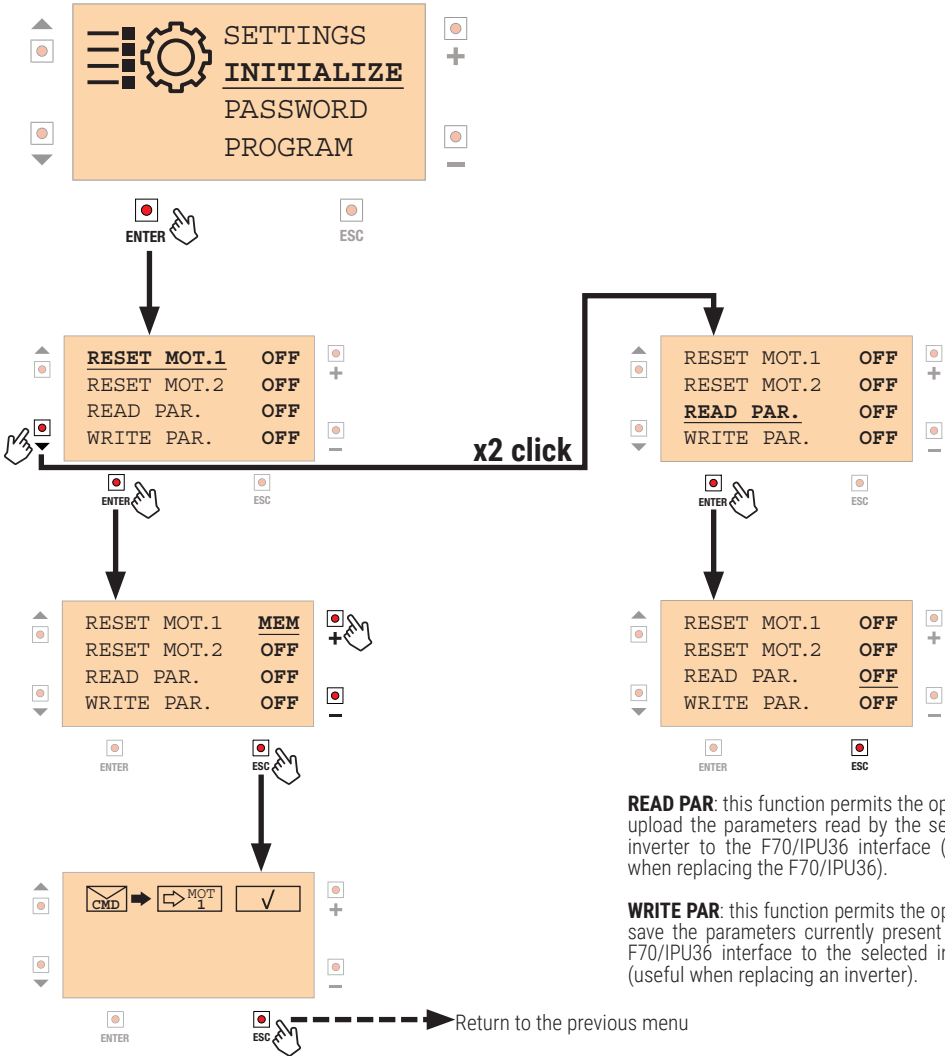 SETTINGS
INITIALIZE
PASSWORD
PROGRAM
+
−
ENTER
ESC
RESET MOT.1 OFF
RESET MOT.2 OFF
READ PAR. OFF
WRITE PAR. OFF
+
−
ENTER
ESC
x2 click
RESET MOT.1 OFF
RESET MOT.2 OFF
READ PAR. OFF
WRITE PAR. OFF
+
−
ENTER
ESC
RESET MOT.1 MEM
RESET MOT.2 OFF
READ PAR. OFF
WRITE PAR. OFF
+
−
ENTER
ESC
RESET MOT.1 OFF
RESET MOT.2 OFF
READ PAR. OFF
WRITE PAR. OFF
+
−
ENTER
ESC
READ PAR: this function permits the
upload the parameters read by the
inverter to the F70/IPU36 interface (
when replacing the F70/IPU36).
WRITE PAR: this function permits the
save the parameters currently present
F70/IPU36 interface to the selected
(useful when replacing an inverter).
CMD MOT 1 √
+
−
ENTER
ESC
Return to the previous menu